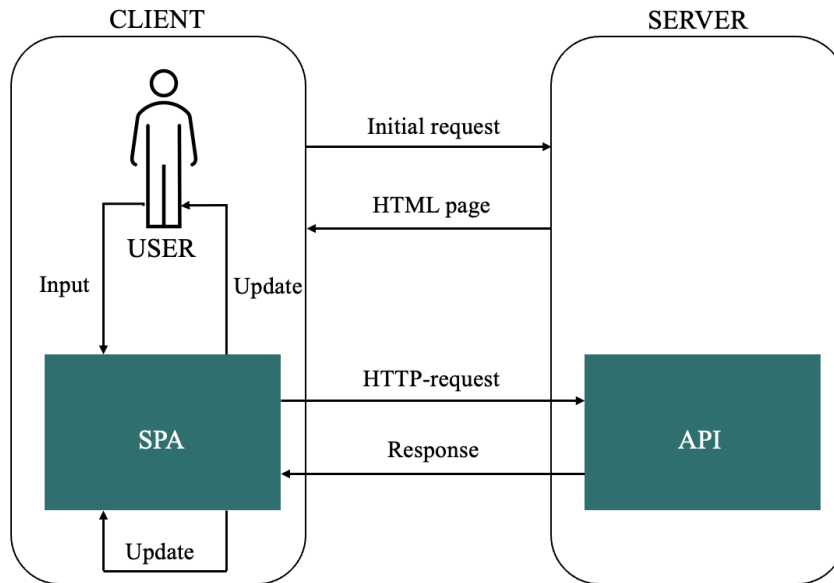 CLIENT
SERVER
Initial request
HTML page
USER
Input
Update
HTTP-request
SPA
API
Response
Update